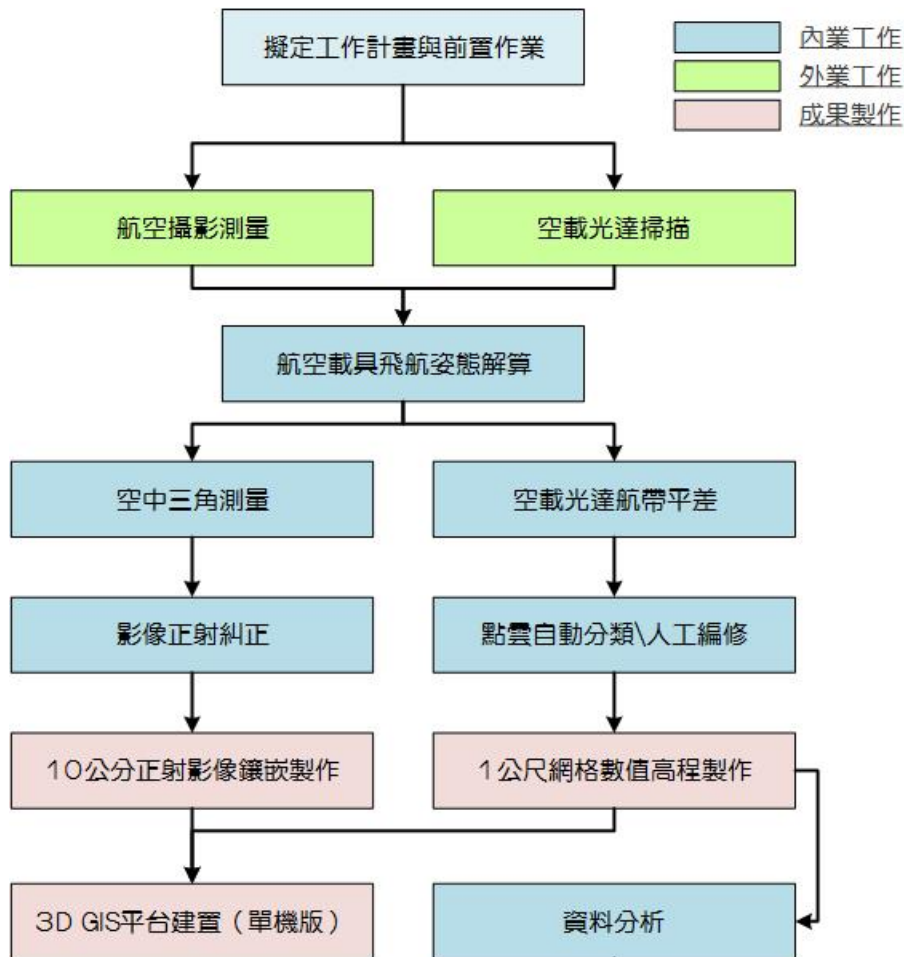 擬定工作計畫與前置作業
內業工作
外業工作
成果製作
航空攝影測量
空載光達掃描
航空載具飛航姿態解算
空中三角測量
空載光達航帶平差
影像正射糾正
點雲自動分類\人工編修
10公分正射影像鑲嵌製作
1公尺網格數值高程製作
3D GIS平台建置（單機版）
資料分析